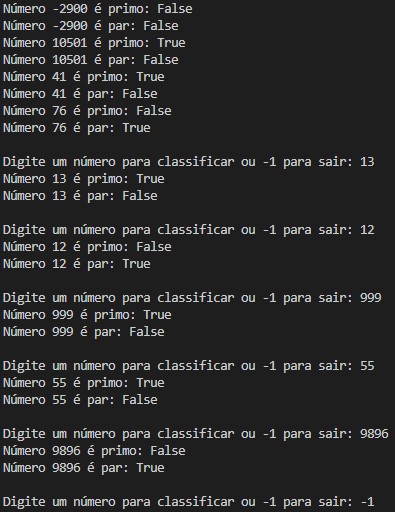 Número -2900 é primo: False
Número -2900 é par: False
Número 10501 é primo: True
Número 10501 é par: False
Número 41 é primo: True
Número 41 é par: False
Número 76 é primo: False
Número 76 é par: True
Digite um número para classificar ou -1 para sair: 13
Número 13 é primo: True
Número 13 é par: False
Digite um número para classificar ou -1 para sair: 12
Número 12 é primo: False
Número 12 é par: True
Digite um número para classificar ou -1 para sair: 999
Número 999 é primo: True
Número 999 é par: False
Digite um número para classificar ou -1 para sair: 55
Número 55 é primo: True
Número 55 é par: False
Digite um número para classificar ou -1 para sair: 9896
Número 9896 é primo: False
Número 9896 é par: True
Digite um número para classificar ou -1 para sair: -1